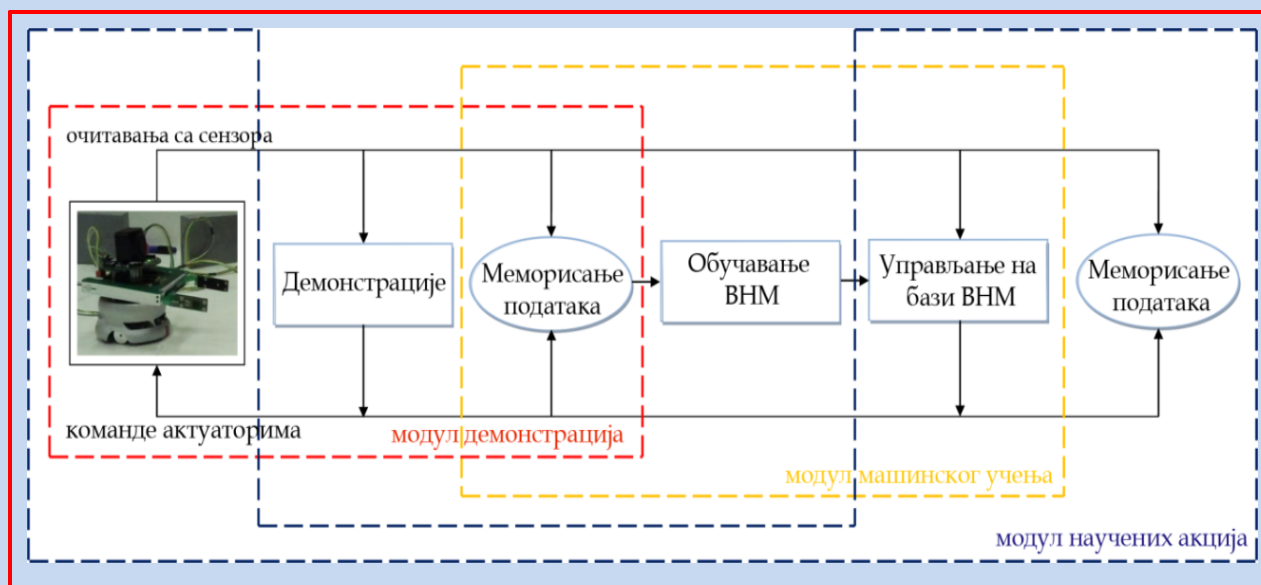 очитавања са сензора
Демонстрације
Меморисање
података
Обучавање
ВНМ
Управљање на
бази ВНМ
Меморисање
података
команде актуаторима
модул демонстрација
модул машинског учења
модул научених акција